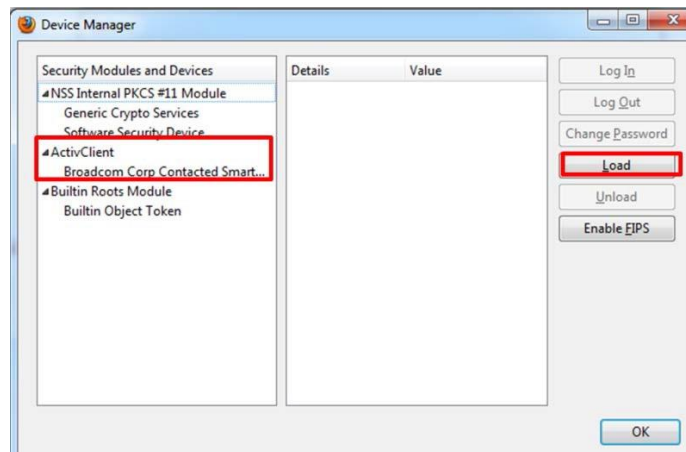 Device Manager
Security Modules and Devices
NSS Internal PKCS #11 Module
Generic Crypto Services
Software Security Device
ActivClient
Broadcom Corp Contacted Smart...
Builtin Roots Module
Builtin Object Token
Details Value
Log In
Log Out
Change Password
Load
Unload
Enable FIPS
OK